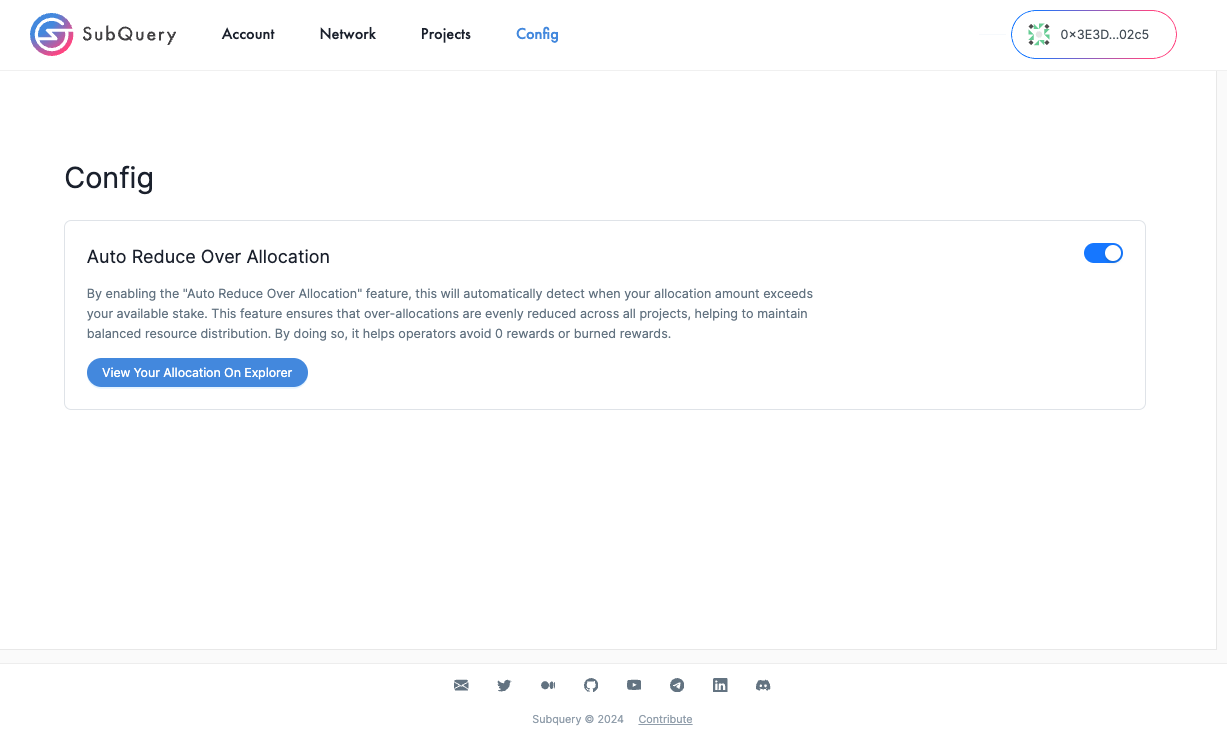 SubQuery
Account
Network
Projects
Config
0x3E3D...02c5
Config
Auto Reduce Over Allocation
By enabling the "Auto Reduce Over Allocation" feature, this will automatically detect when your allocation amount exceeds
your available stake. This feature ensures that over-allocations are evenly reduced across all projects, helping to maintain
balanced resource distribution. By doing so, it helps operators avoid 0 rewards or burned rewards.
View Your Allocation On Explorer
Subquery © 2024
Contribute